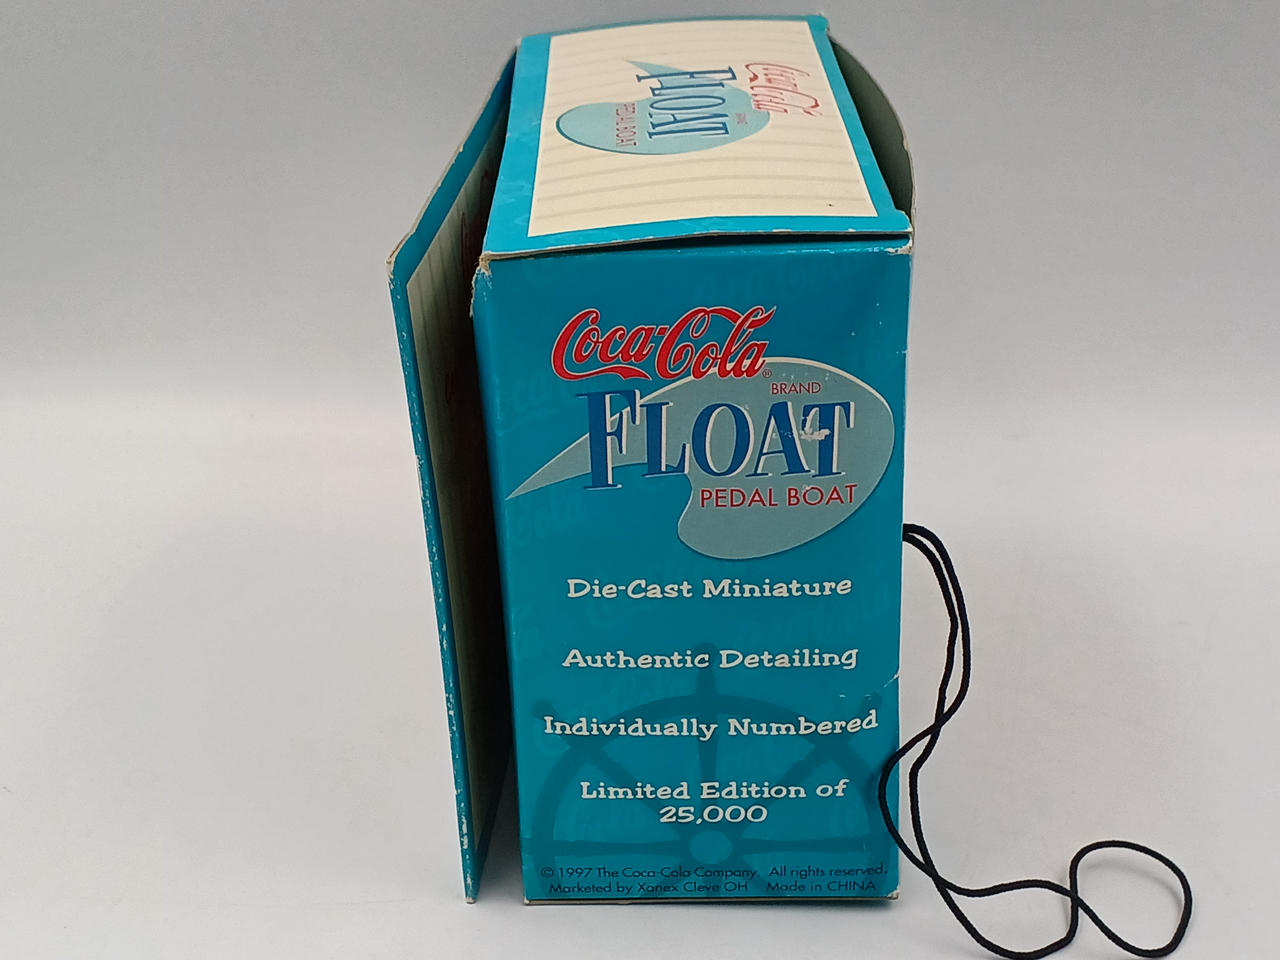 Coca-Cola
BRAND
FLOAT
PEDAL BOAT
Coca-Cola®
BRAND
FLOAT
PEDAL BOAT
Die-Cast Miniature
Authentic Detailing
Individually Numbered
Limited Edition of
25,000
© 1997 The Coca-Cola Company. All rights reserved.
Marketed by Xonex Cleve OH Made in CHINA